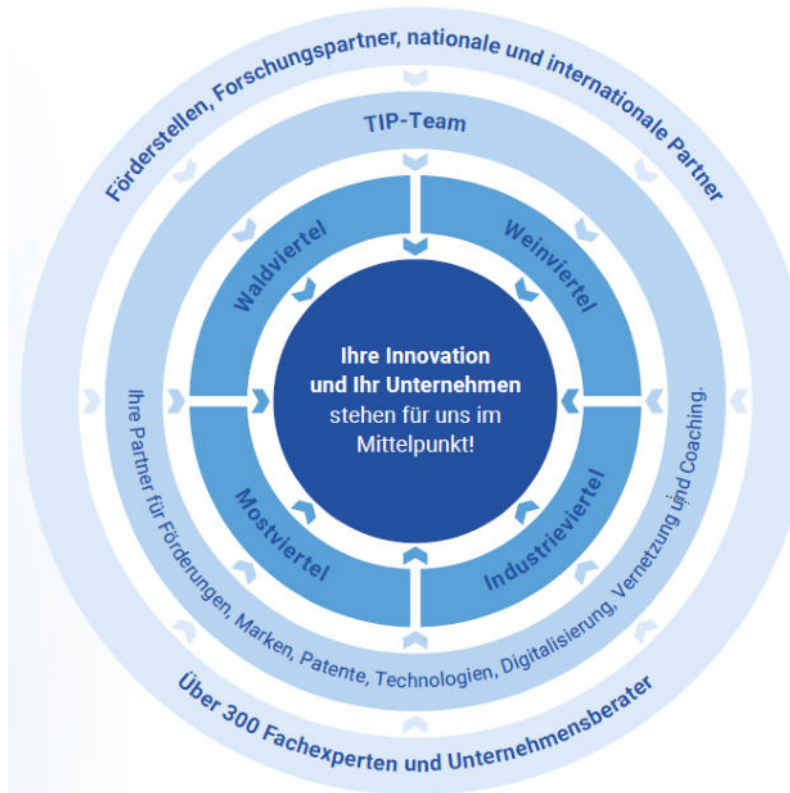 Förderstellen, Forschungspartner, nationale und internationale Partner
TIP-Team
Waldviertel
Weinviertel
Ihre Innovation
und Ihr Unternehmen
stehen für uns im
Mittelpunkt!
Mostviertel
Industrieviertel
Ihre Partner für Förderungen, Marken, Patente, Technologien, Digitalisierung, Vernetzung und Coaching.
Über 300 Fachexperten und Unternehmensberater